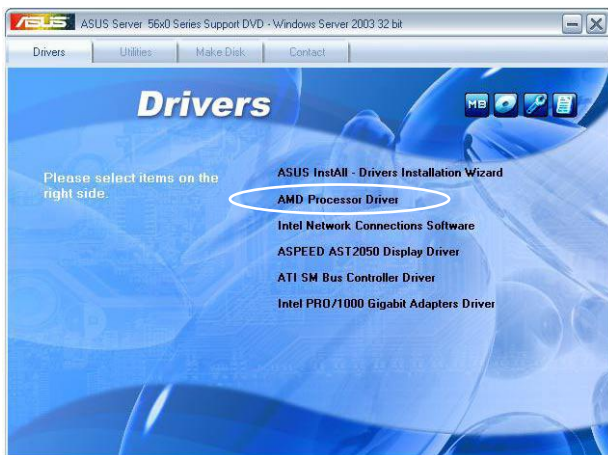 ASUS ASUS Server 56x0 Series Support DVD - Windows Server 2003 32 bit
Drivers Utilities Make Disk Contact
Drivers
MB
Please select items on the
right side.
ASUS InstAll - Drivers Installation Wizard
AMD Processor Driver
Intel Network Connections Software
ASPEED AST2050 Display Driver
ATI SM Bus Controller Driver
Intel PRO/1000 Gigabit Adapters Driver